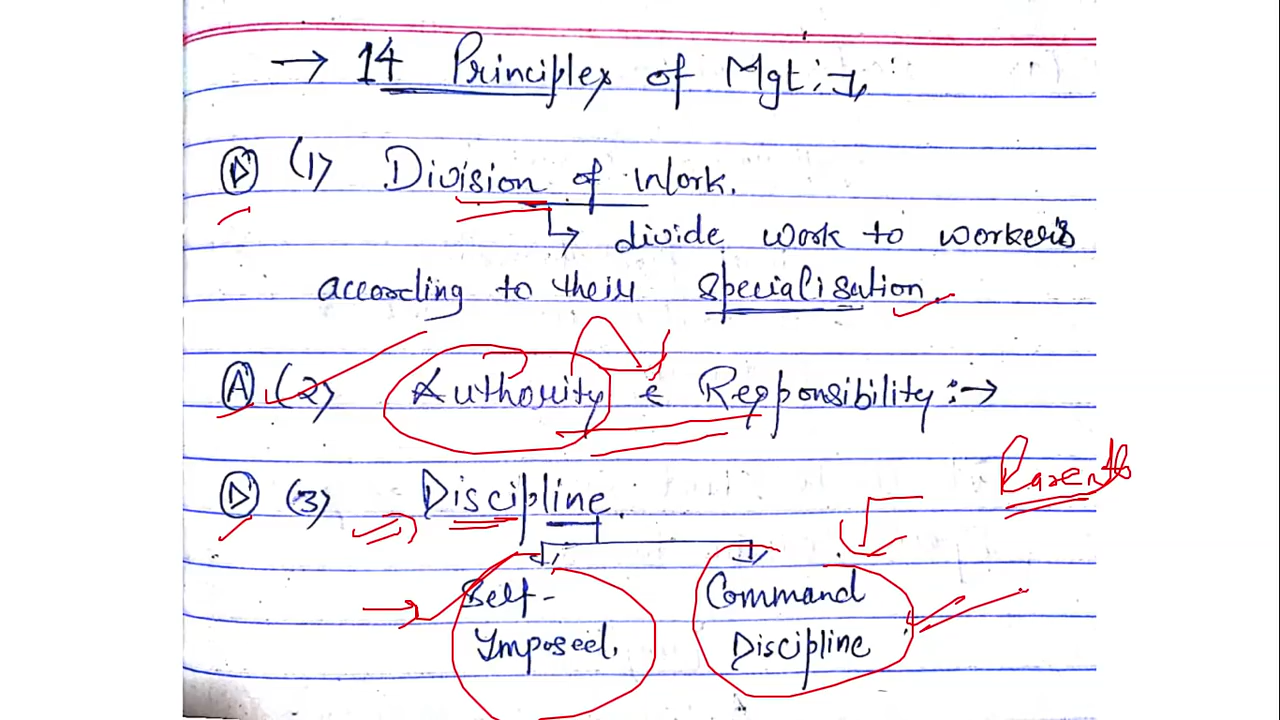 → 14 Principles of Mgt :→
D (1) Division of Work.
↳ divide work to worker's
according to their specialisation
A (2) Authority & Responsibility :→
D (3) Discipline.
Parents
Self- Command
Imposed. Discipline